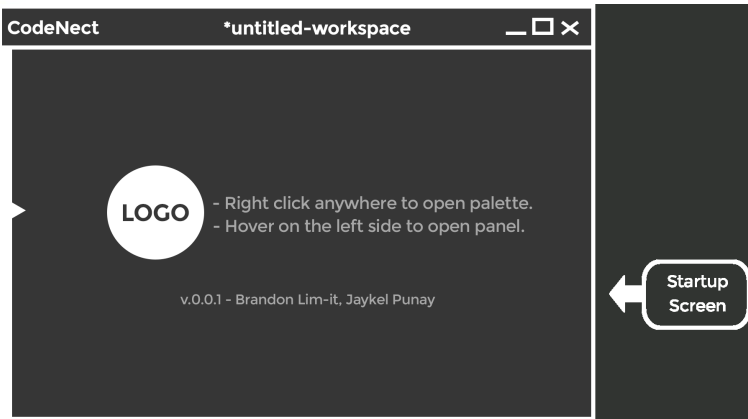 CodeNect
*untitled-workspace
LOGO
- Right click anywhere to open palette.
- Hover on the left side to open panel.
v.0.0.1 - Brandon Lim-it, Jaykel Punay
Startup
Screen